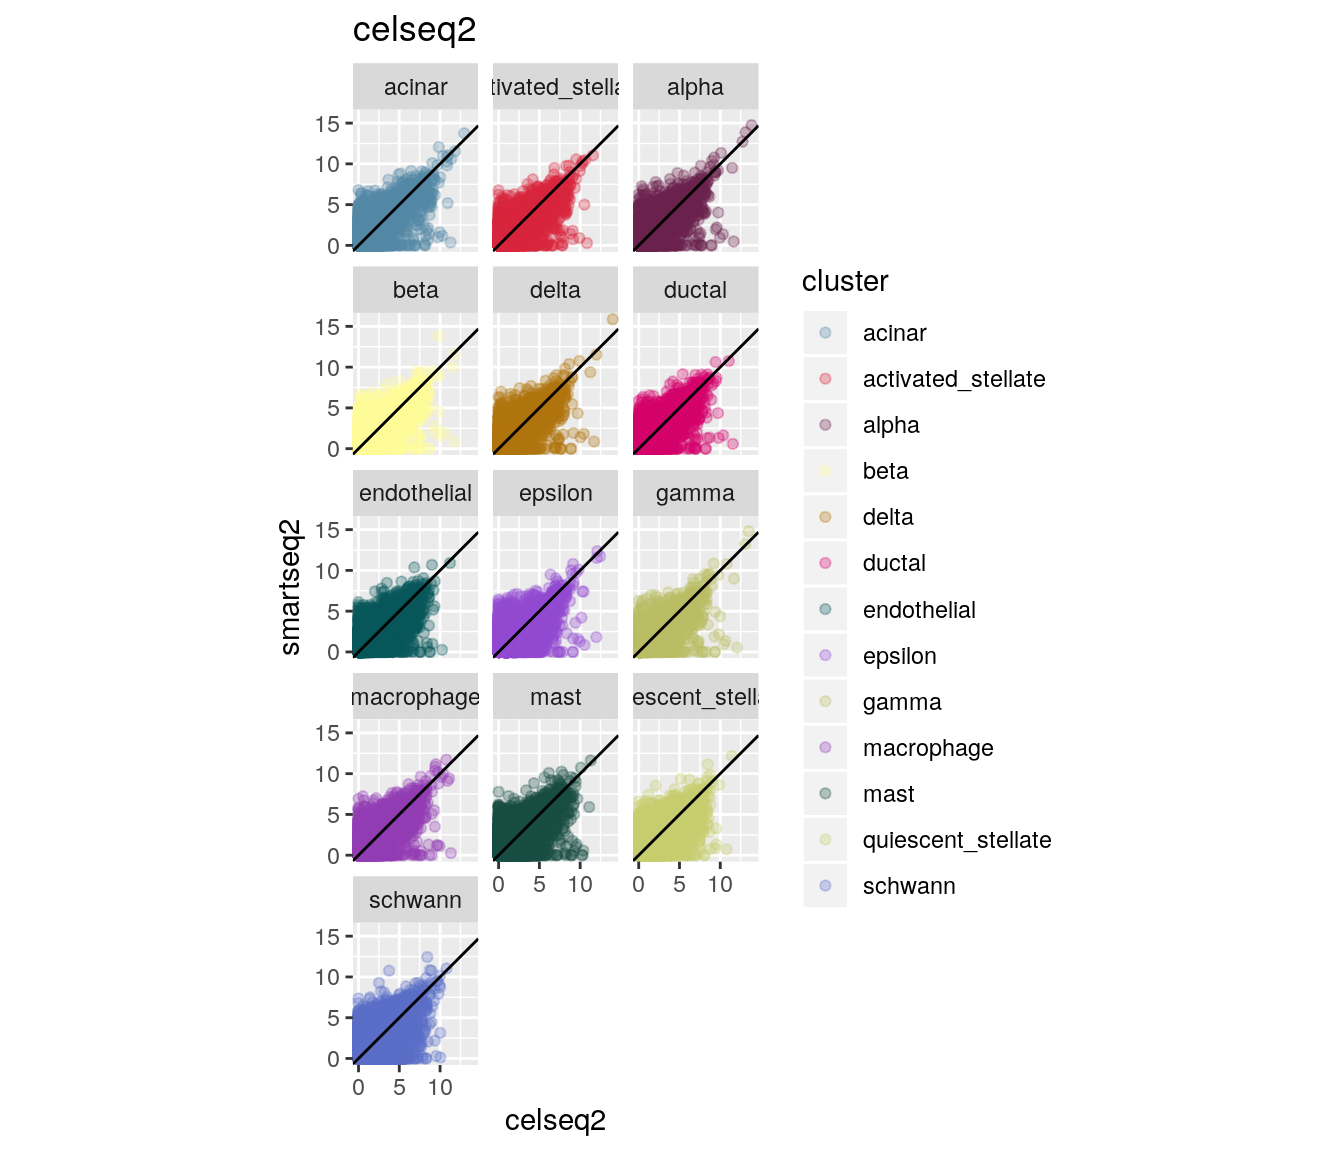 celseq2
acinar
tivated_stella
alpha
15
10
5
0
beta
delta
ductal
15
10
5
0
endothelial
epsilon
gamma
15
10
5
0
macrophage
mast
escent_stella
15
10
5
0
0 5 10
0 5 10
schwann
15
10
5
0
0 5 10
celseq2
smartseq2
cluster
acinar
activated_stellate
alpha
beta
delta
ductal
endothelial
epsilon
gamma
macrophage
mast
quiescent_stellate
schwann